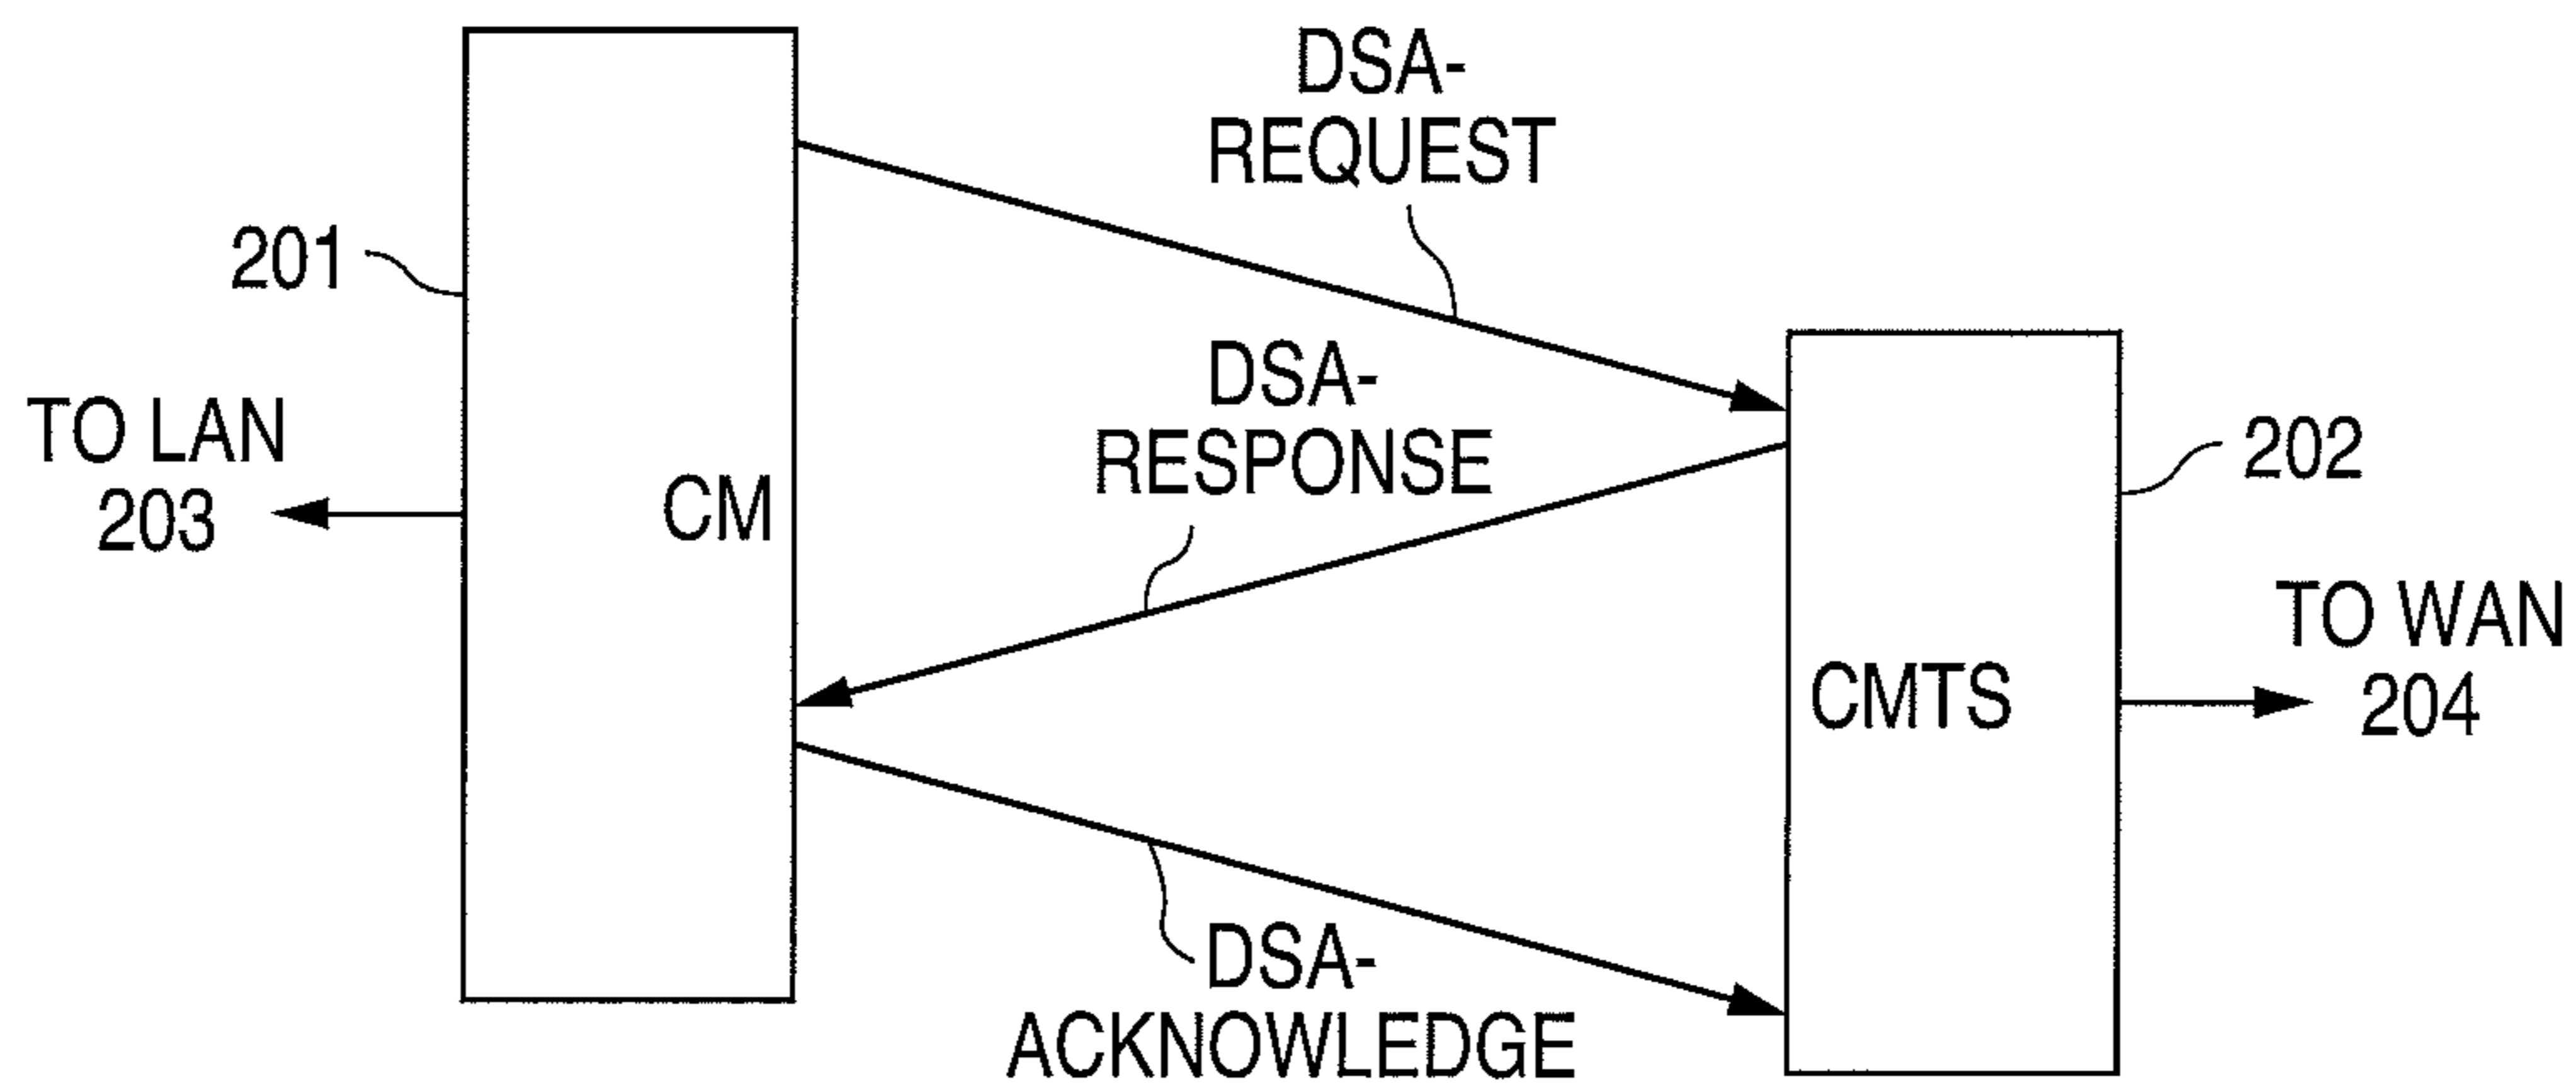 DSA-
REQUEST
201
DSA-
RESPONSE
TO LAN
203
CM
202
CMTS
TO WAN
204
DSA-
ACKNOWLEDGE